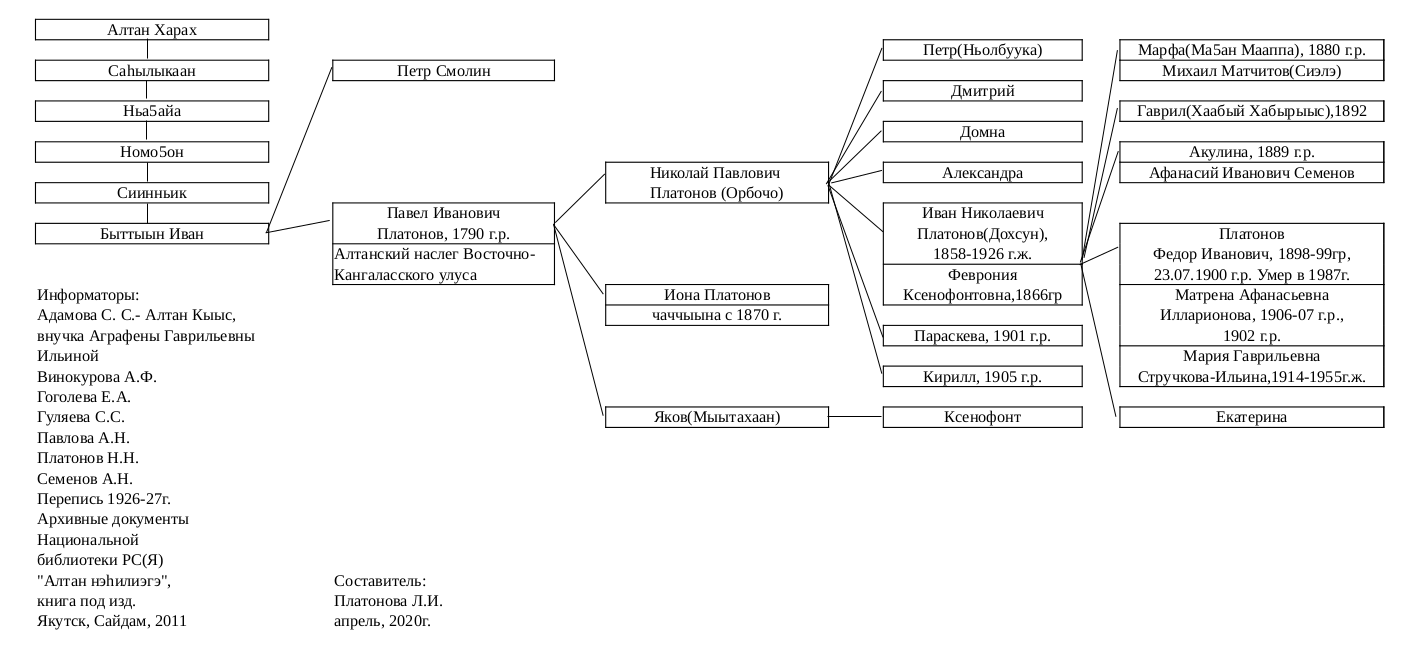 Алтан Харах
Саһылыкаан
Ньа5айа
Номо5он
Сиинньик
Быттыын Иван
Информаторы:
Адамова С. С.- Алтан Кыыс,
внучка Аграфены Гаврильевны
Ильиной
Винокурова А.Ф.
Гоголева Е.А.
Гуляева С.С.
Павлова А.Н.
Платонов Н.Н.
Семенов А.Н.
Перепись 1926-27г.
Архивные документы
Национальной
библиотеки РС(Я)
"Алтан нэһилиэгэ",
книга под изд.
Якутск, Сайдам, 2011
Петр Смолин
Павел Иванович
Платонов, 1790 г.р.
Алтанский наслег Восточно-
Кангаласского улуса
Составитель:
Платонова Л.И.
апрель, 2020г.
Николай Павлович
Платонов (Орбочо)
Иона Платонов
чаччыына с 1870 г.
Яков(Мыытахаан)
Петр(Ньолбуука)
Дмитрий
Домна
Александра
Иван Николаевич
Платонов(Дохсун),
1858-1926 г.ж.
Феврония
Ксенофонтовна,1866гр
Параскева, 1901 г.р.
Кирилл, 1905 г.р.
Ксенофонт
Марфа(Ма5ан Мааппа), 1880 г.р.
Михаил Матчитов(Сиэлэ)
Гаврил(Хаабый Хабырыыс),1892
Акулина, 1889 г.р.
Афанасий Иванович Семенов
Платонов
Федор Иванович, 1898-99гр,
23.07.1900 г.р. Умер в 1987г.
Матрена Афанасьевна
Илларионова, 1906-07 г.р.,
1902 г.р.
Мария Гаврильевна
Стручкова-Ильина,1914-1955г.ж.
Екатерина